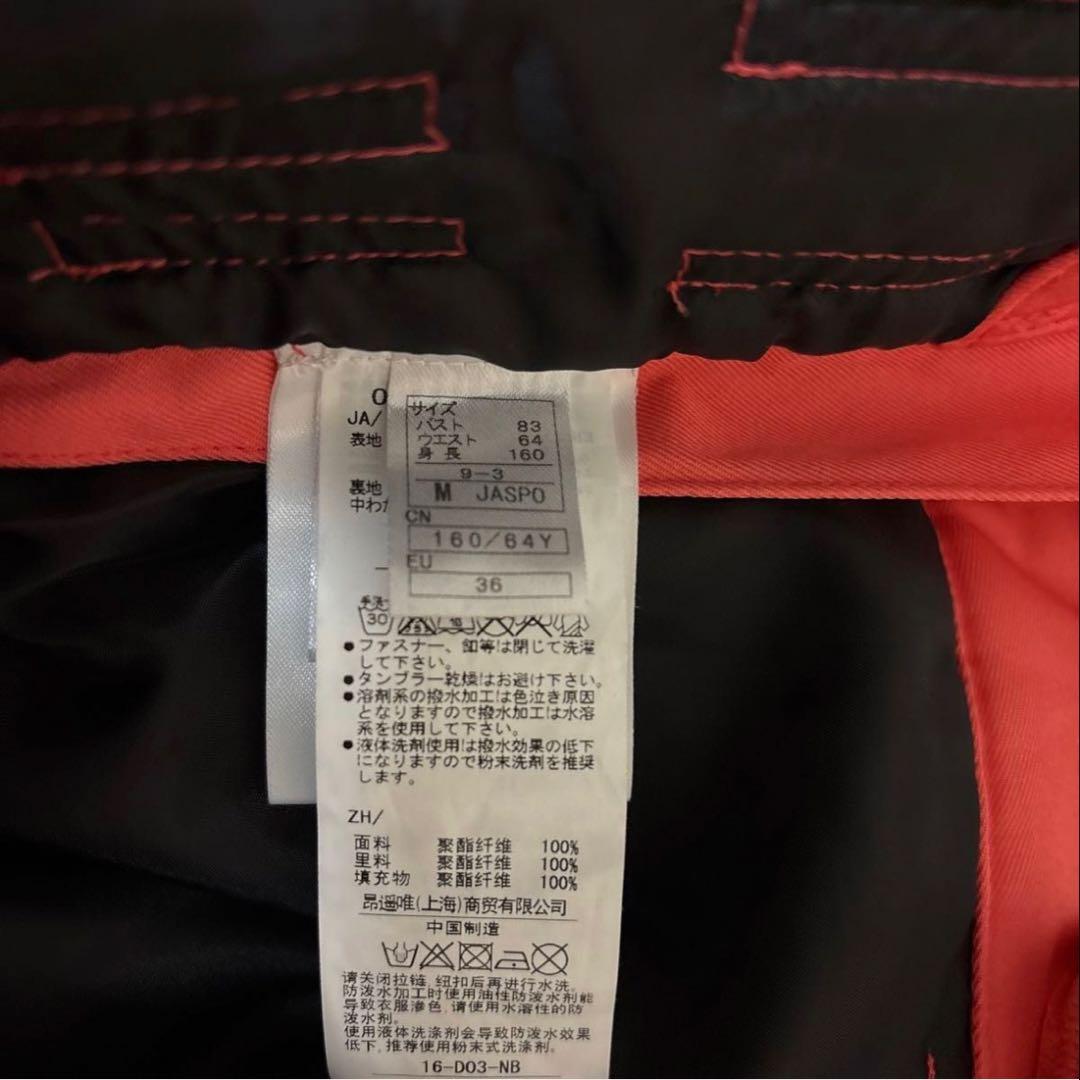 O
JA/
表地
裏地
中わた
サイズ
バスト 83
ウエスト 64
身長 160
9-3
M JASPO
CN
160/64Y
EU
36
手洗
30
●ファスナー、釦等は閉じて洗濯
して下さい。
●タンブラー乾燥はお避け下さい。
●溶剤系の撥水加工は色泣き原因
となりますので撥水加工は水溶
系を使用して下さい。
●液体洗剤使用は撥水効果の低下
になりますので粉末洗剤を推奨
します。
ZH/
面料 聚酯纤维 100%
里料 聚酯纤维 100%
填充物 聚酯纤维 100%
昂遥唯(上海)商贸有限公司
中国制造
请关闭拉链,纽扣后再进行水洗.
防泼水加工时使用油性防泼水剂能
导致衣服渗色,请使用水溶性的防
泼水剂.
使用液体洗涤剂会导致防泼水效果
低下,推荐使用粉末式洗涤剂.
16-D03-NB